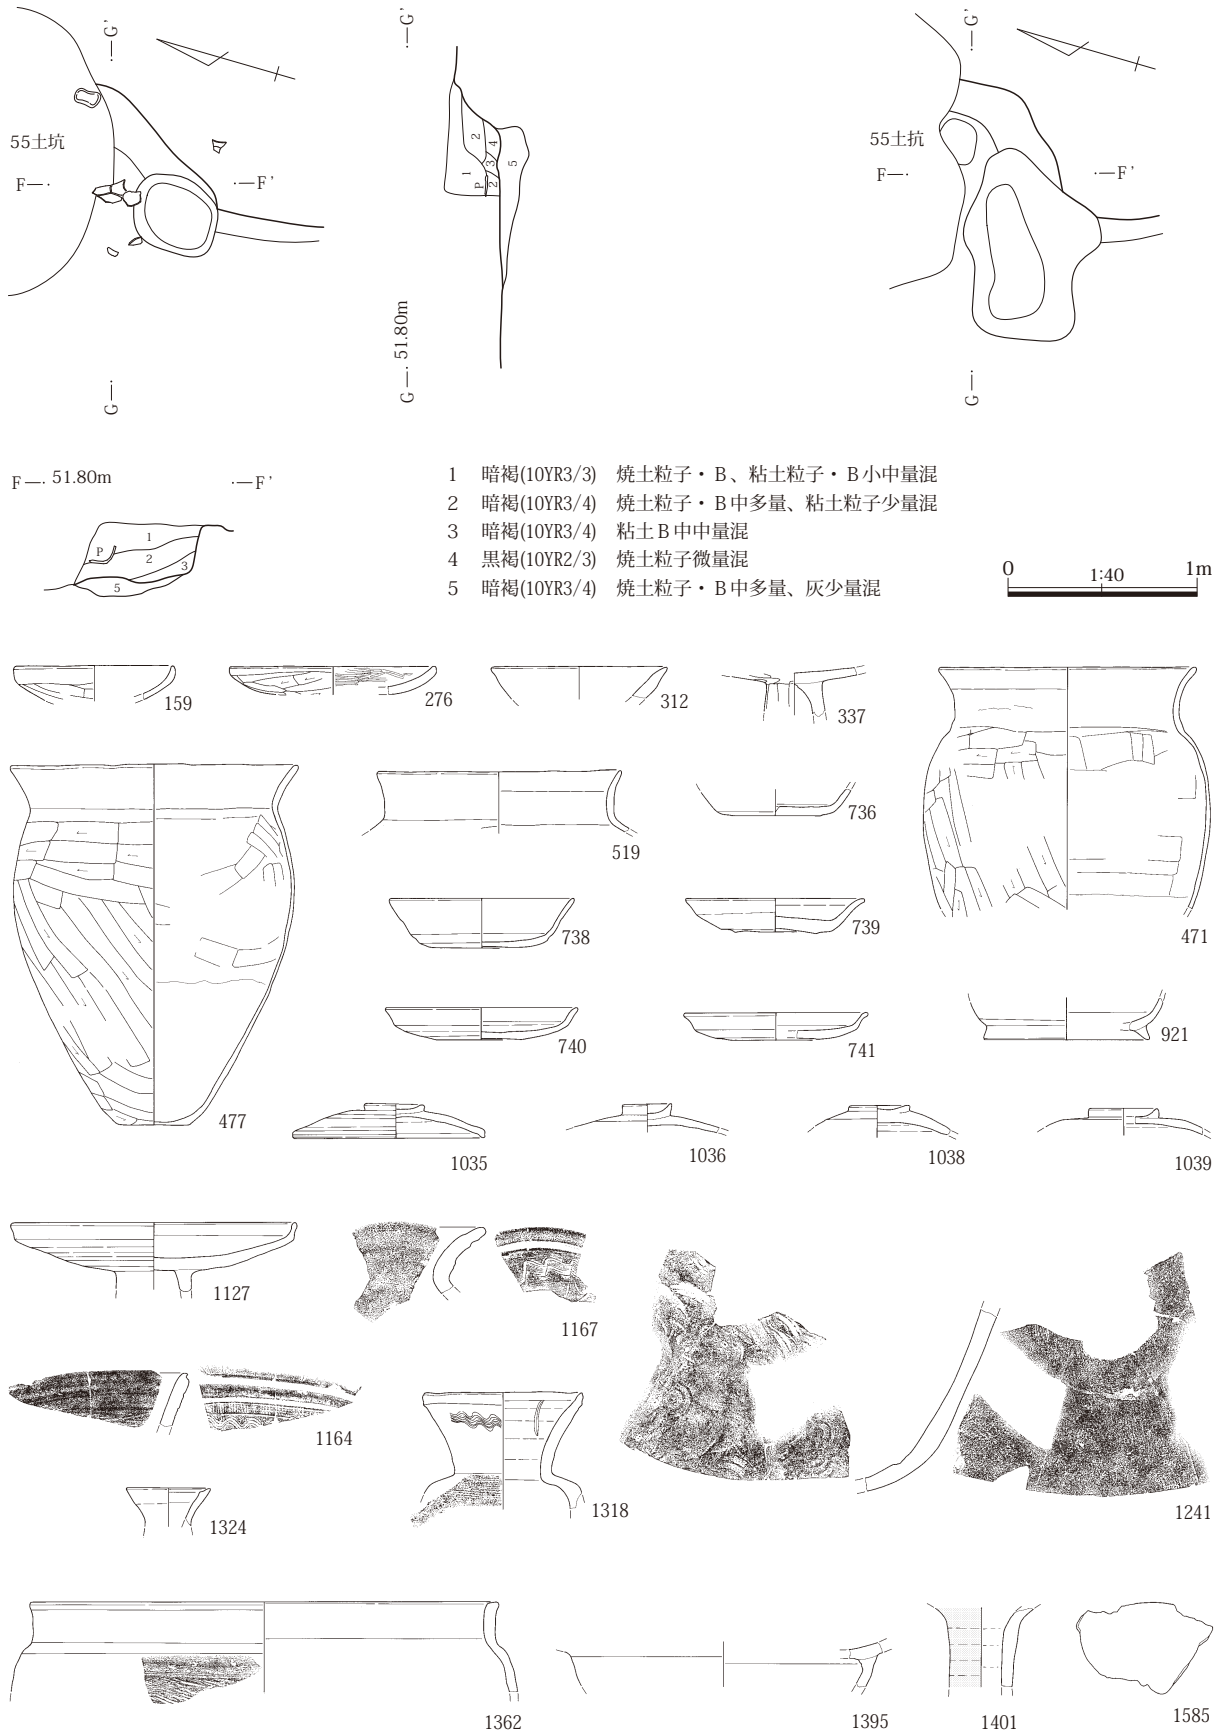 G'
G'
G'
55土坑
55土抗
F
F'
F
F'
2
4
3
5
1
P
2
G
G
51.80m
G
F
51.80m
F'
1
P
2
3
5
1 暗褐(10YR3/3) 焼土粒子・B、粘土粒子・B小中量混
2 暗褐(10YR3/4) 焼土粒子・B中多量、粘土粒子少量混
3 暗褐(10YR3/4) 粘土B中中量混
4 黒褐(10YR2/3) 焼土粒子微量混
5 暗褐(10YR3/4) 焼土粒子・B中多量、灰少量混
0 1:40 1m
159
276
312
337
471
477
519
736
738
739
740
741
921
1035
1036
1038
1039
1127
1167
1164
1318
1241
1324
1362
1395
1401
1585